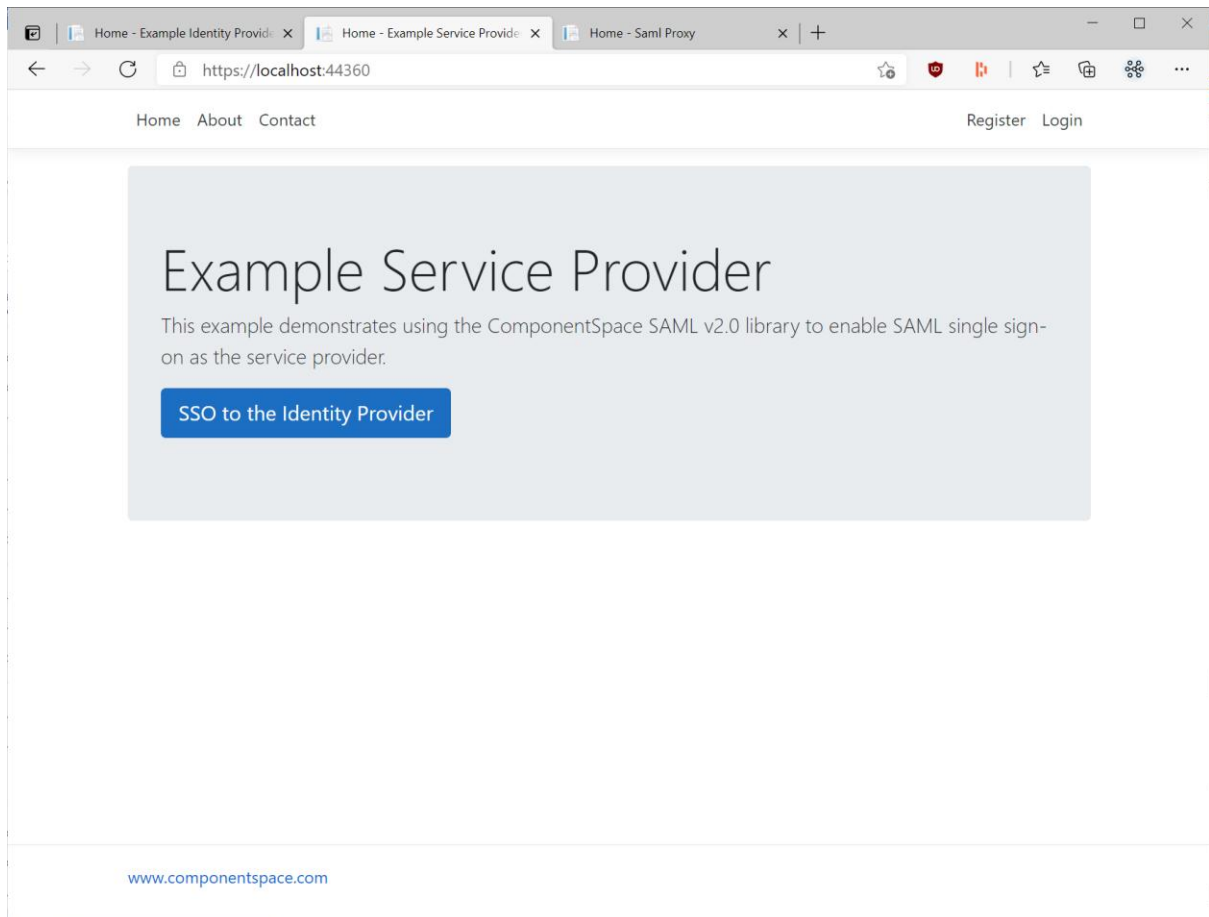 Home - Example Identity Provide
Home - Example Service Provide
Home - Saml Proxy
https://localhost:44360
Home About Contact
Register Login
Example Service Provider
This example demonstrates using the ComponentSpace SAML v2.0 library to enable SAML single sign-
on as the service provider.
SSO to the Identity Provider
www.componentspace.com